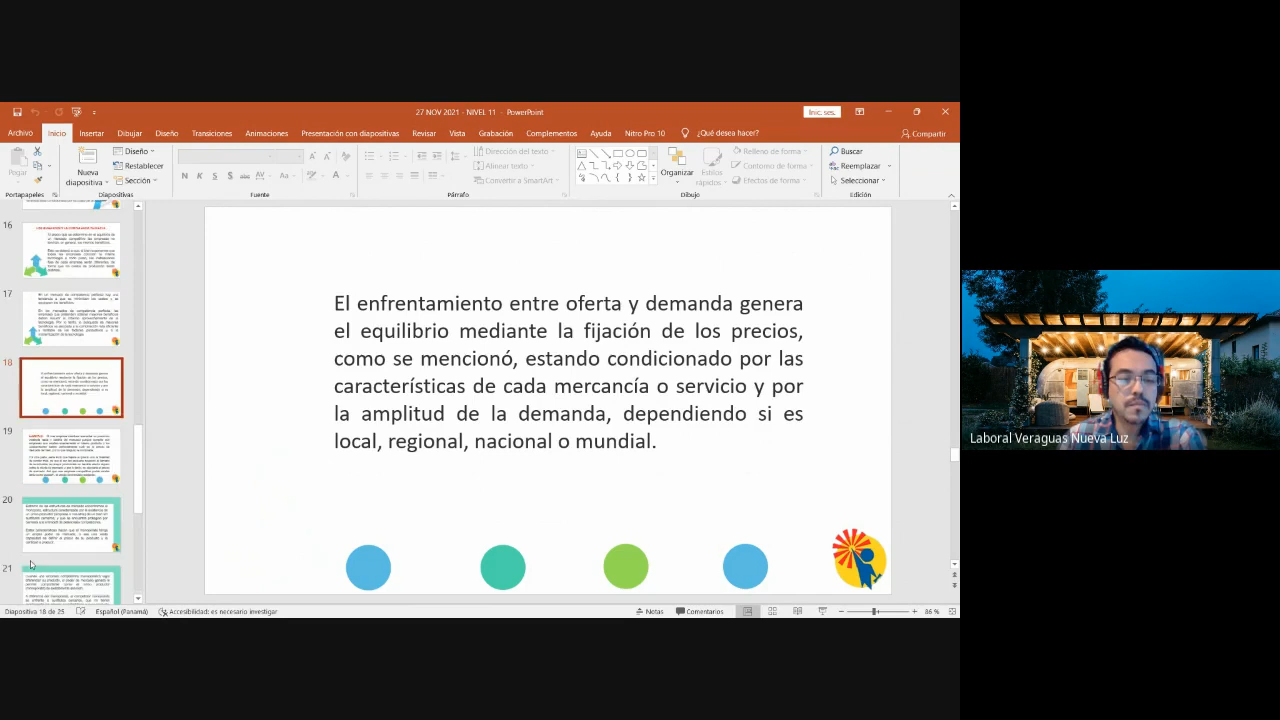 27 NOV 2021 - NIVEL 11 - PowerPoint
Inic. ses.
Archivo Inicio Insertar Dibujar Diseño Transiciones Animaciones Presentación con diapositivas Revisar Vista Grabación Complementos Ayuda Nitro Pro 10 ¿Qué desea hacer? Compartir
Pegar
Nueva diapositiva
Diseño
Restablecer
Sección
N K S S abc AV Aa A
Dirección del texto
Alinear texto
Convertir a SmartArt
Organizar
Estilos rápidos
Relleno de forma
Contorno de forma
Efectos de forma
Buscar
Reemplazar
Seleccionar
Portapapeles Diapositivas Fuente Párrafo Dibujo Edición
16
17
18
19
20
21
El enfrentamiento entre oferta y demanda genera
el equilibrio mediante la fijación de los precios,
como se mencionó, estando condicionado por las
características de cada mercancía o servicio y por
la amplitud de la demanda, dependiendo si es
local, regional, nacional o mundial.
Laboral Veraguas Nueva Luz
Diapositiva 18 de 25 Español (Panamá) Accesibilidad: es necesario investigar Notas Comentarios 86 %